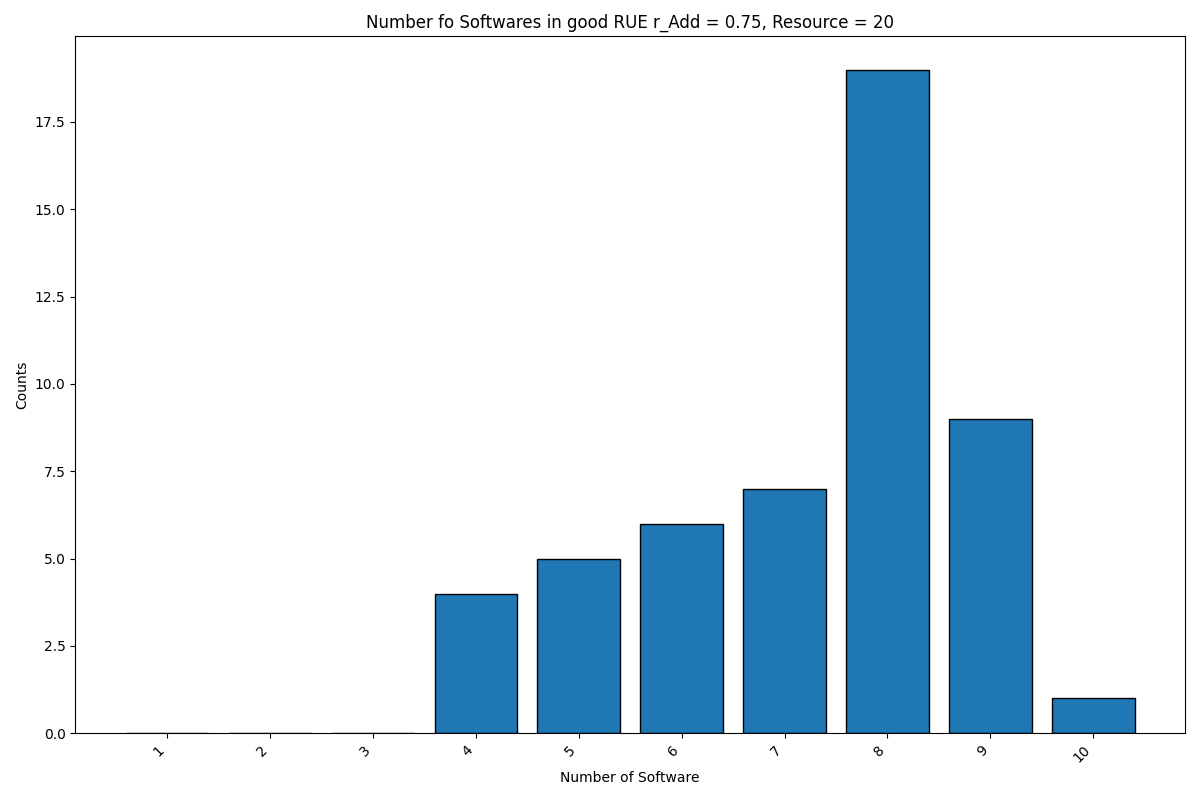 Number fo Softwares in good RUE r_Add = 0.75, Resource = 20
17.5
15.0
12.5
10.0
7.5
5.0
2.5
0.0
Counts
1 2 3 4 5 6 7 8 9 10
Number of Software